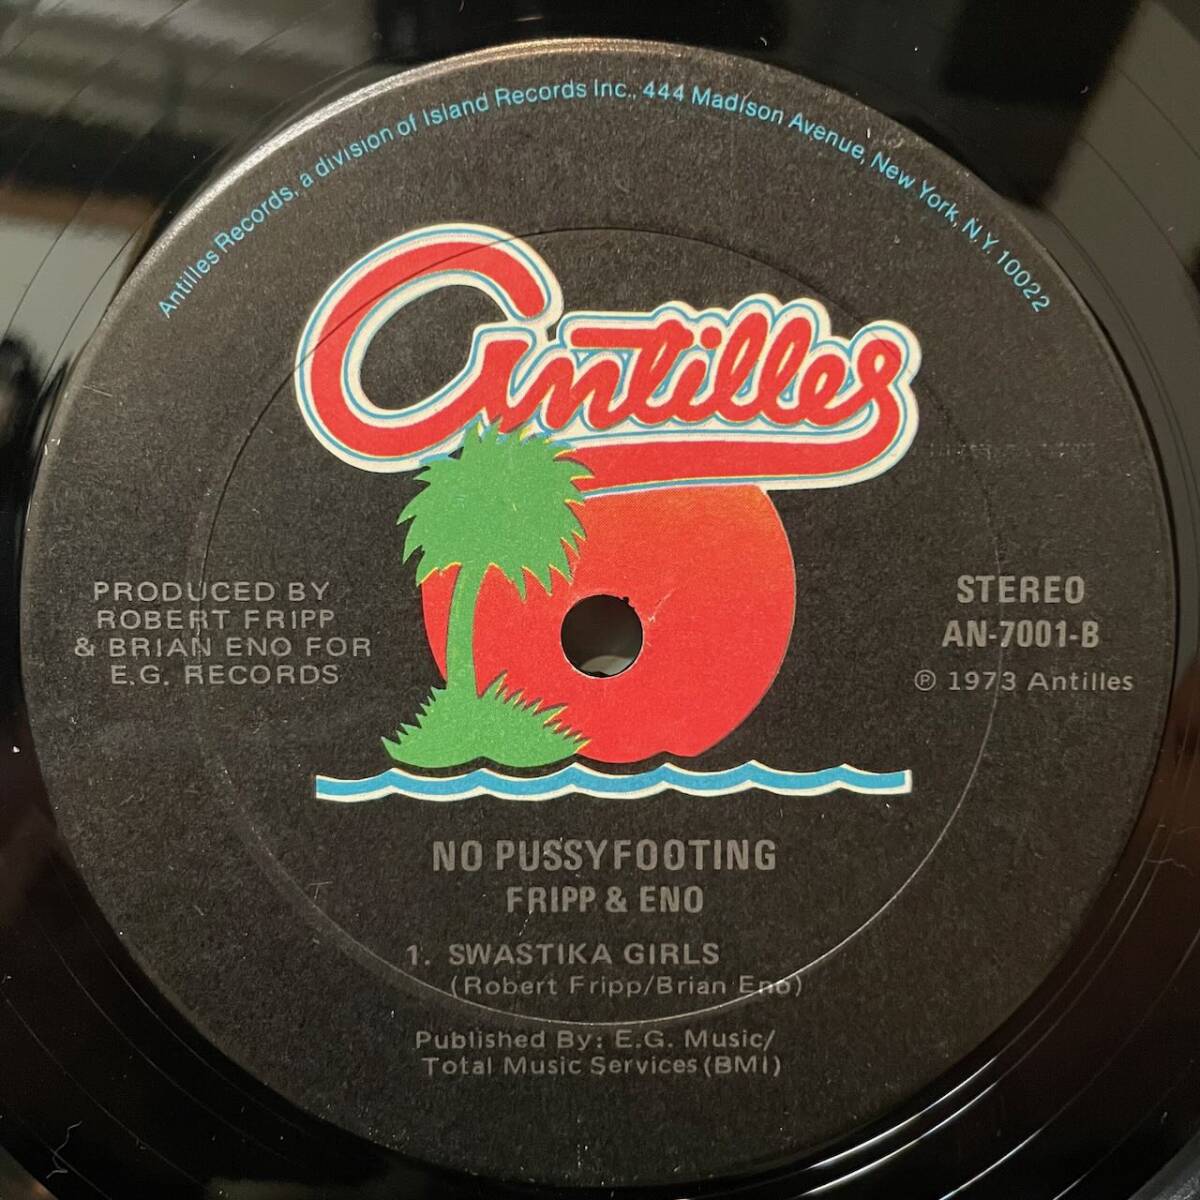 Antilles Records, a division of Island Records Inc., 444 Madison Avenue, New York, N.Y. 10022
antilles
PRODUCED BY
ROBERT FRIPP
& BRIAN ENO FOR
E.G. RECORDS
STEREO
AN-7001-B
℗ 1973 Antilles
NO PUSSYFOOTING
FRIPP & ENO
1. SWASTIKA GIRLS
(Robert Fripp/Brian Eno)
Published By: E.G. Music/
Total Music Services (BMI)